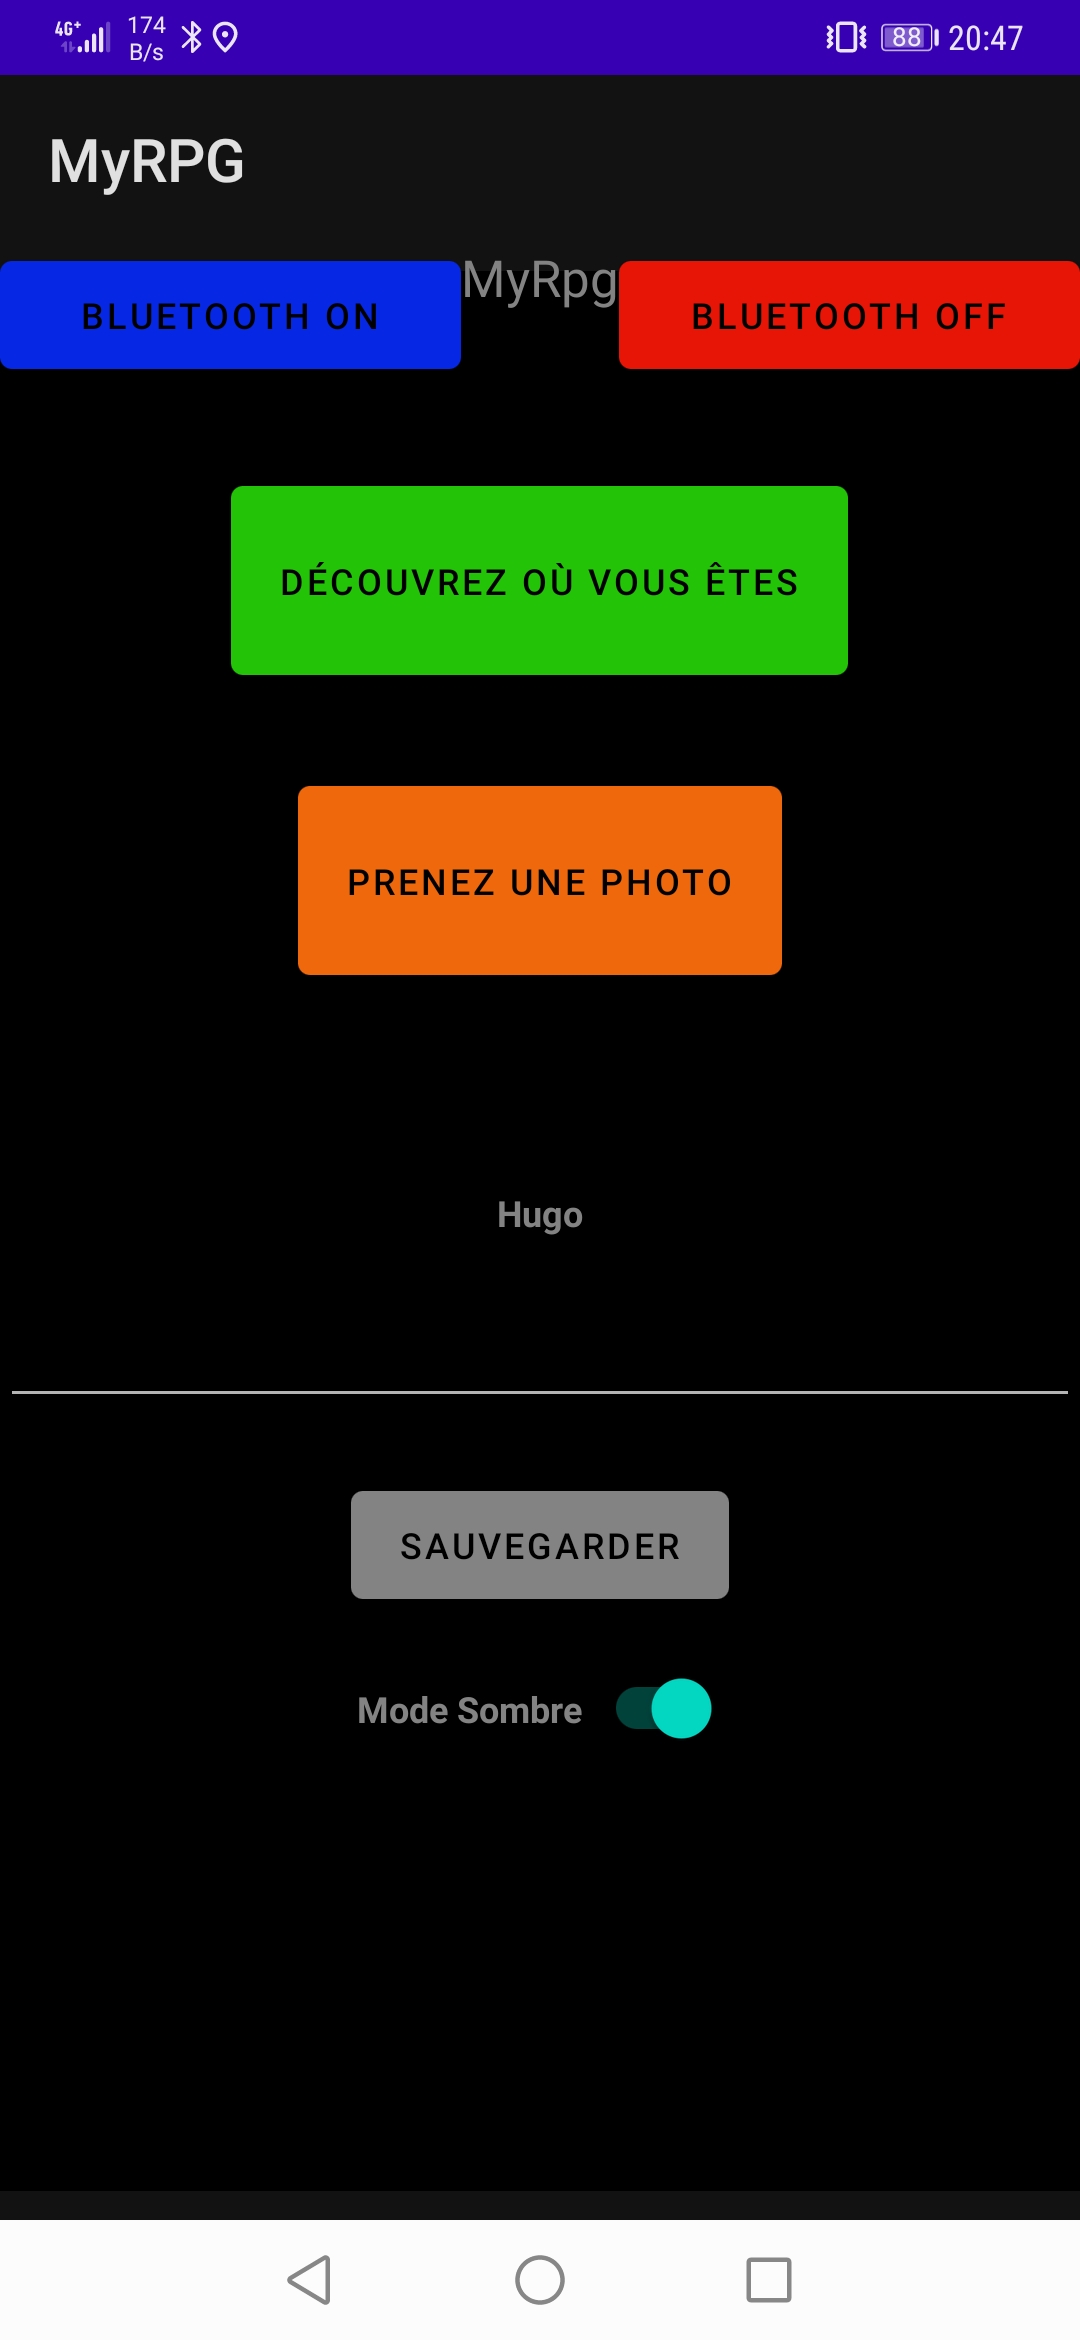 4G+
174
B/s
88
20:47
MyRPG
BLUETOOTH ON
MyRpg
BLUETOOTH OFF
DÉCOUVREZ OÙ VOUS ÊTES
PRENEZ UNE PHOTO
Hugo
SAUVEGARDER
Mode Sombre